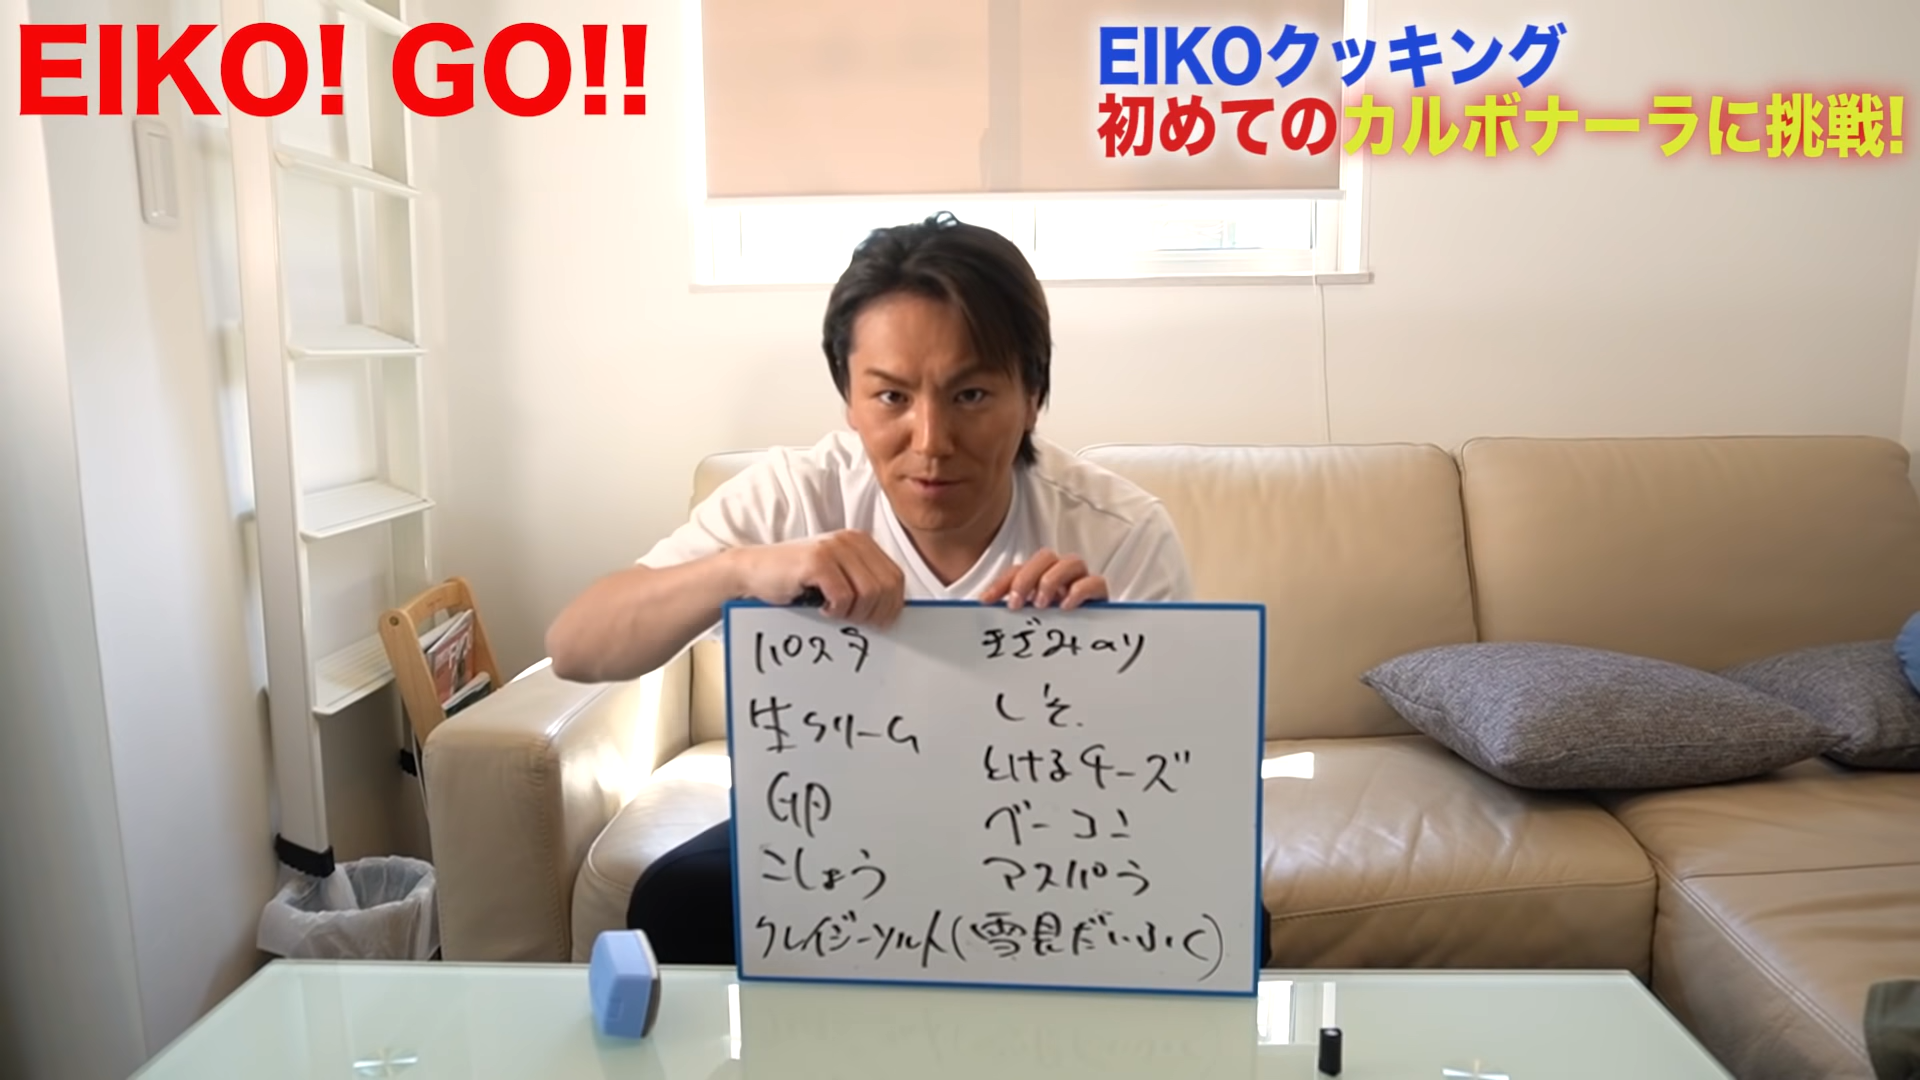 EIKO! GO!!
EIKOクッキング
初めてのカルボナーラに挑戦!
パスタ
生クリーム
卵
こしょう
クレイジーソルト(雪見だいふく)
きざみのり
しそ
とけるチーズ
ベーコン
アスパラ